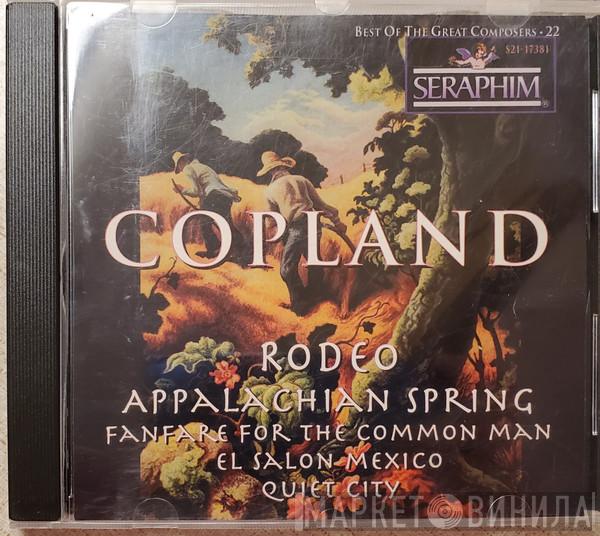 BEST OF THE GREAT COMPOSERS • 22
S21-17381
SERAPHIM®
COPLAND
RODEO
APPALACHIAN SPRING
FANFARE FOR THE COMMON MAN
EL SALON MEXICO
QUIET CITY
МАРКЕТ ВИНИЛА